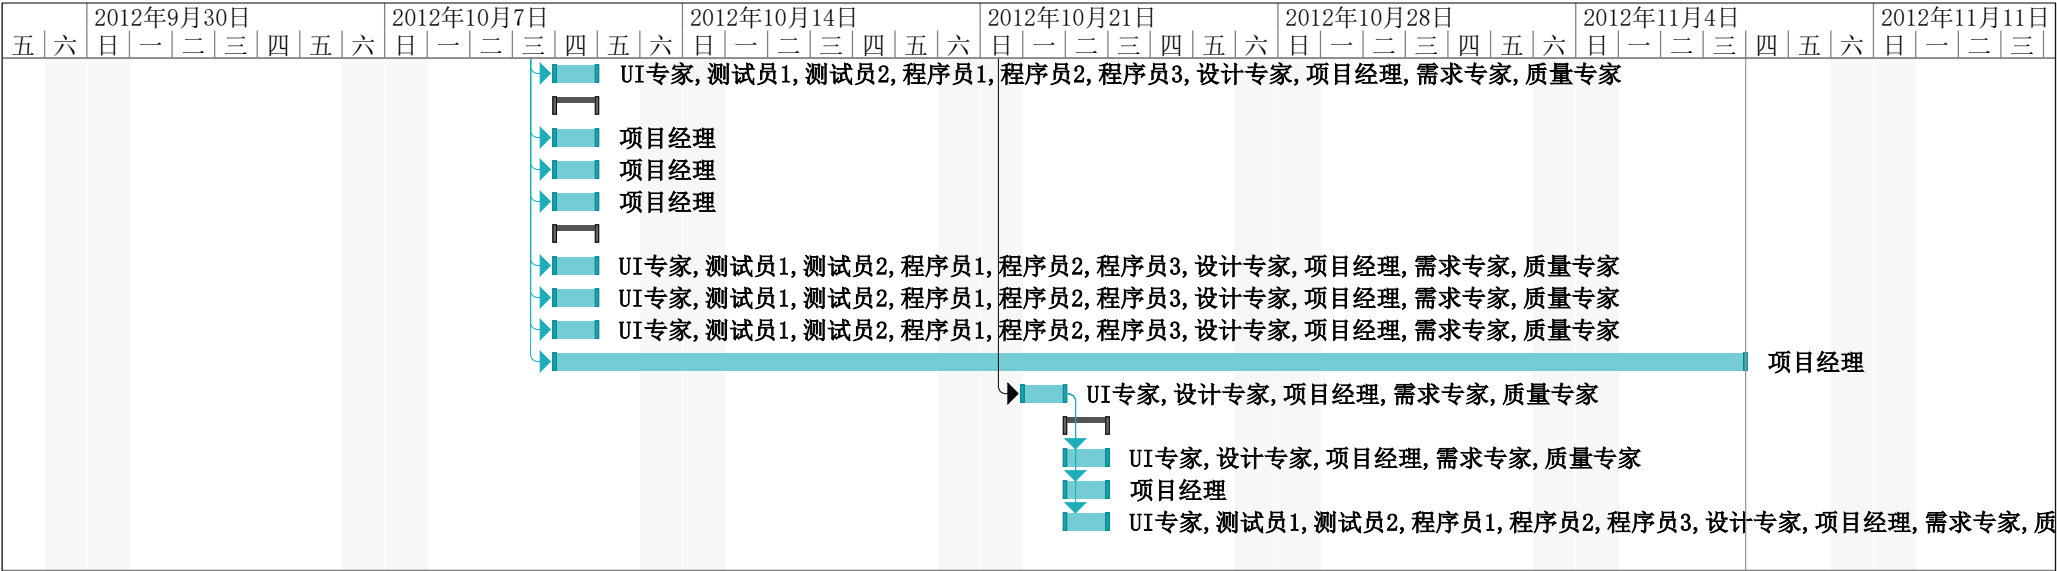 2012年9月30日 2012年10月7日 2012年10月14日 2012年10月21日 2012年10月28日 2012年11月4日 2012年11月11日
五 六 日 一 二 三 四 五 六 日 一 二 三 四 五 六 日 一 二 三 四 五 六 日 一 二 三 四 五 六 日 一 二 三 四 五 六 日 一 二 三 四 五 六 日 一 二 三
UI专家,测试员1,测试员2,程序员1,程序员2,程序员3,设计专家,项目经理,需求专家,质量专家
项目经理
项目经理
项目经理
UI专家,测试员1,测试员2,程序员1,程序员2,程序员3,设计专家,项目经理,需求专家,质量专家
UI专家,测试员1,测试员2,程序员1,程序员2,程序员3,设计专家,项目经理,需求专家,质量专家
UI专家,测试员1,测试员2,程序员1,程序员2,程序员3,设计专家,项目经理,需求专家,质量专家
项目经理
UI专家,设计专家,项目经理,需求专家,质量专家
UI专家,设计专家,项目经理,需求专家,质量专家
项目经理
UI专家,测试员1,测试员2,程序员1,程序员2,程序员3,设计专家,项目经理,需求专家,质